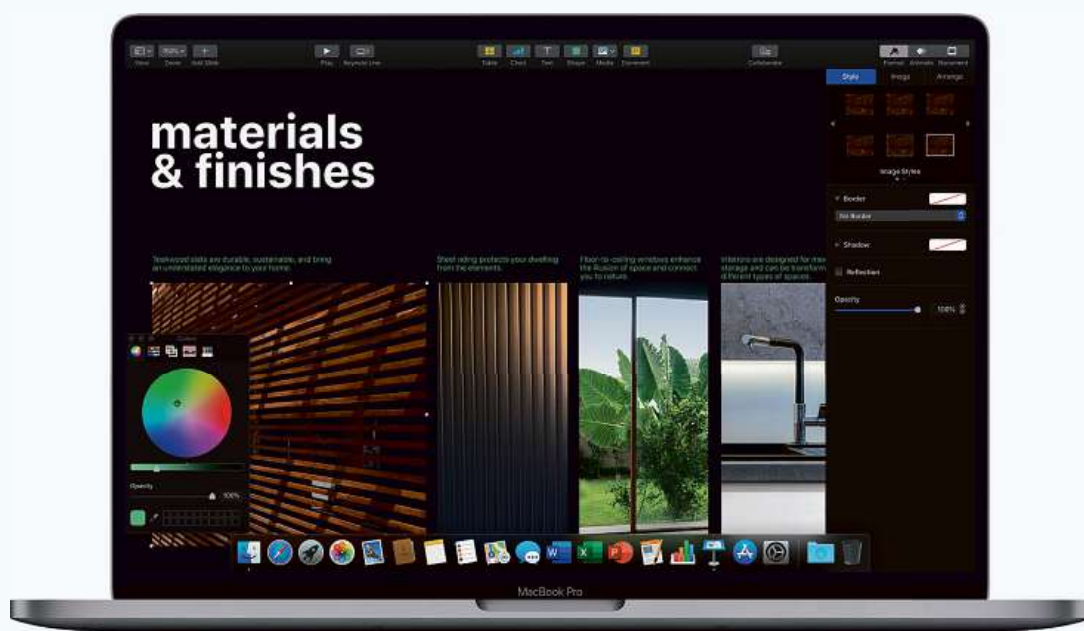 View
Zoom
Add Slide
Play
Keynote Live
Table
Chart
Text
Shape
Media
Comment
Collaborate
Format
Animate
Document
Style
Image
Arrange
materials
& finishes
Image Styles
Border
No Border
Shadow
Reflection
Opacity
100%
Teakwood slats are durable, sustainable, and bring
an understated elegance to your home.
Steel siding protects your dwelling
from the elements.
Floor-to-ceiling windows enhance
the illusion of space and connect
you to nature.
Interiors are designed for
storage and can be transform
different types of spaces.
Colors
Opacity
100%
W
X
P
MacBook Pro